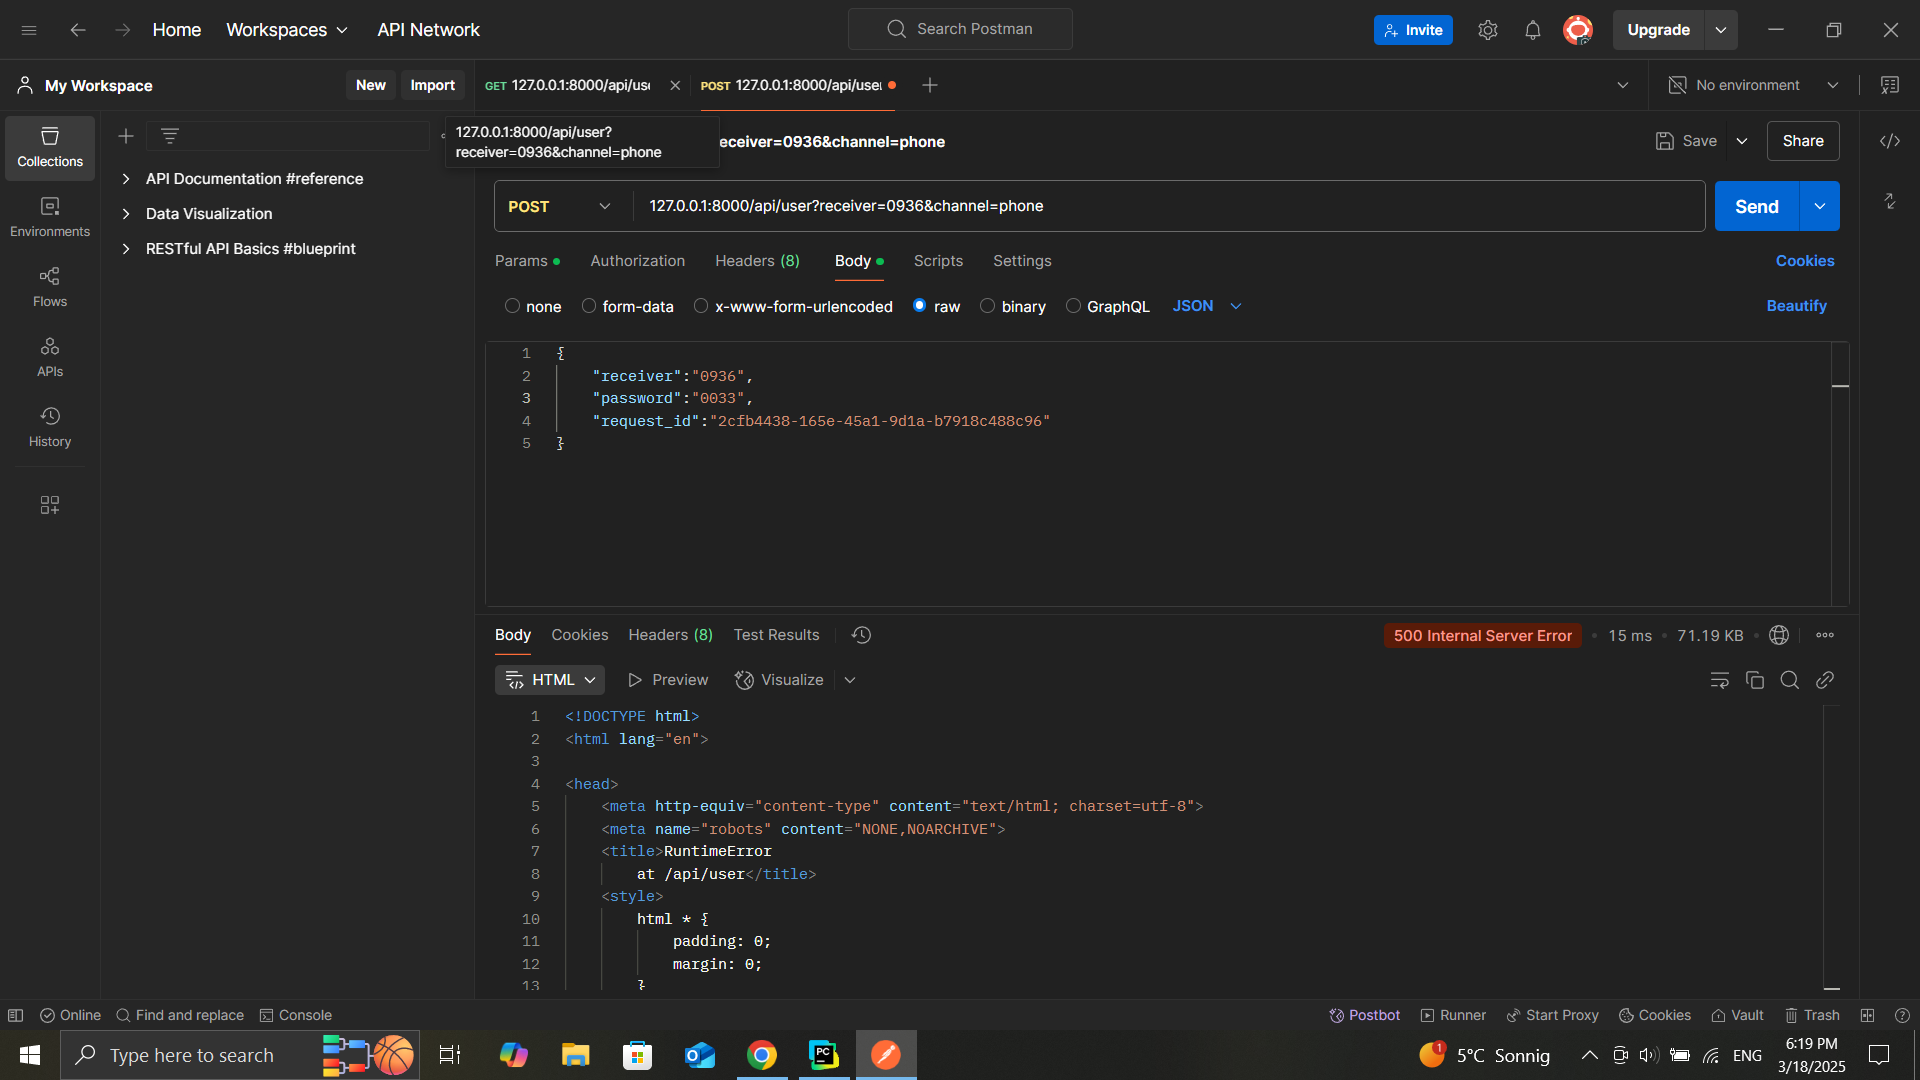 Home
Workspaces
API Network
Search Postman
Invite
Upgrade
My Workspace
New
Import
GET 127.0.0.1:8000/api/use
POST 127.0.0.1:8000/api/use
No environment
Collections
Environments
Flows
APIs
History
API Documentation #reference
Data Visualization
RESTful API Basics #blueprint
127.0.0.1:8000/api/user?
receiver=0936&channel=phone
eceiver=0936&channel=phone
Save
Share
POST
127.0.0.1:8000/api/user?receiver=0936&channel=phone
Send
Params
Authorization
Headers (8)
Body
Scripts
Settings
Cookies
none
form-data
x-www-form-urlencoded
raw
binary
GraphQL
JSON
Beautify
1 {
2 "receiver":"0936",
3 "password":"0033",
4 "request_id":"2cfb4438-165e-45a1-9d1a-b7918c488c96"
5 }
Body
Cookies
Headers (8)
Test Results
500 Internal Server Error
15 ms
71.19 KB
HTML
Preview
Visualize
1 <!DOCTYPE html>
2 <html lang="en">
3
4 <head>
5 <meta http-equiv="content-type" content="text/html; charset=utf-8">
6 <meta name="robots" content="NONE,NOARCHIVE">
7 <title>RuntimeError
8 at /api/user</title>
9 <style>
10 html * {
11 padding: 0;
12 margin: 0;
13 }
Online
Find and replace
Console
Postbot
Runner
Start Proxy
Cookies
Vault
Trash
Type here to search
PC
1
5°C Sonnig
ENG
6:19 PM
3/18/2025